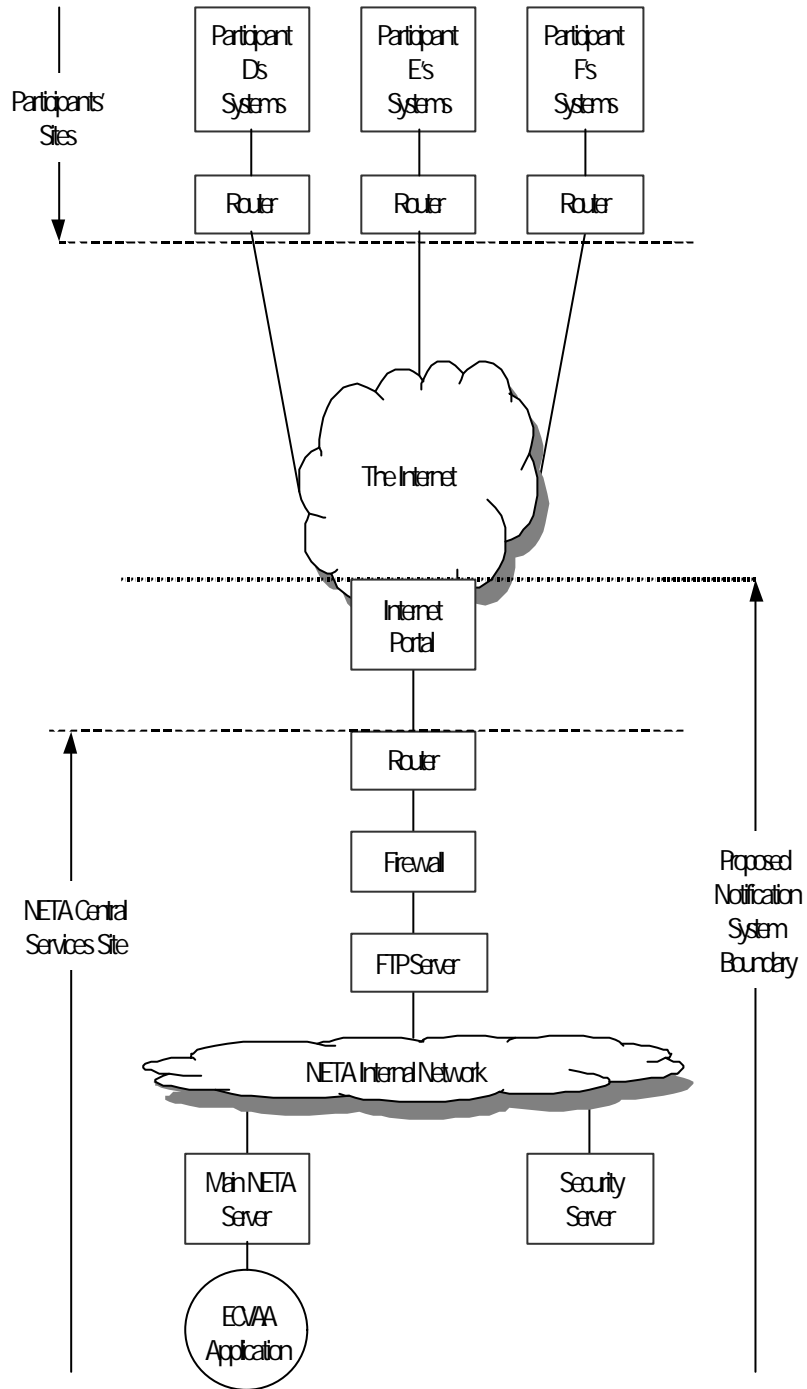 Participant
D's
Systems
Participant
E's
Systems
Participant
F's
Systems
Participants'
Sites
Router
Router
Router
The Internet
Internet
Portal
Router
Firewall
FTP Server
NETA Central
Services Site
Proposed
Notification
System
Boundary
NETA Internal Network
Main NETA
Server
Security
Server
ECVAA
Application